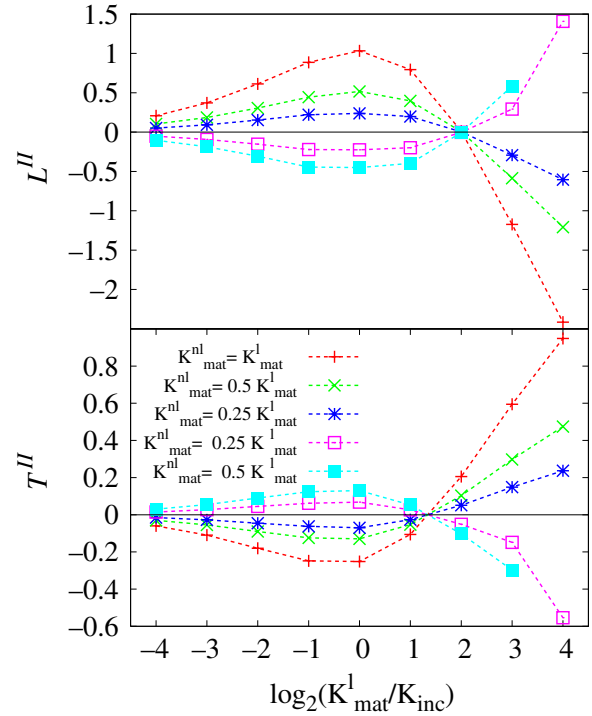 1.5
1
0.5
0
−0.5
−1
−1.5
−2
L^II
0.8
0.6
0.4
0.2
0
−0.2
−0.4
−0.6
T^II
K^nl_mat= K^l_mat
K^nl_mat= 0.5 K^l_mat
K^nl_mat= 0.25 K^l_mat
K^nl_mat= 0.25 K^l_mat
K^nl_mat= 0.5 K^l_mat
−4 −3 −2 −1 0 1 2 3 4
log_2(K^l_mat/K_inc)